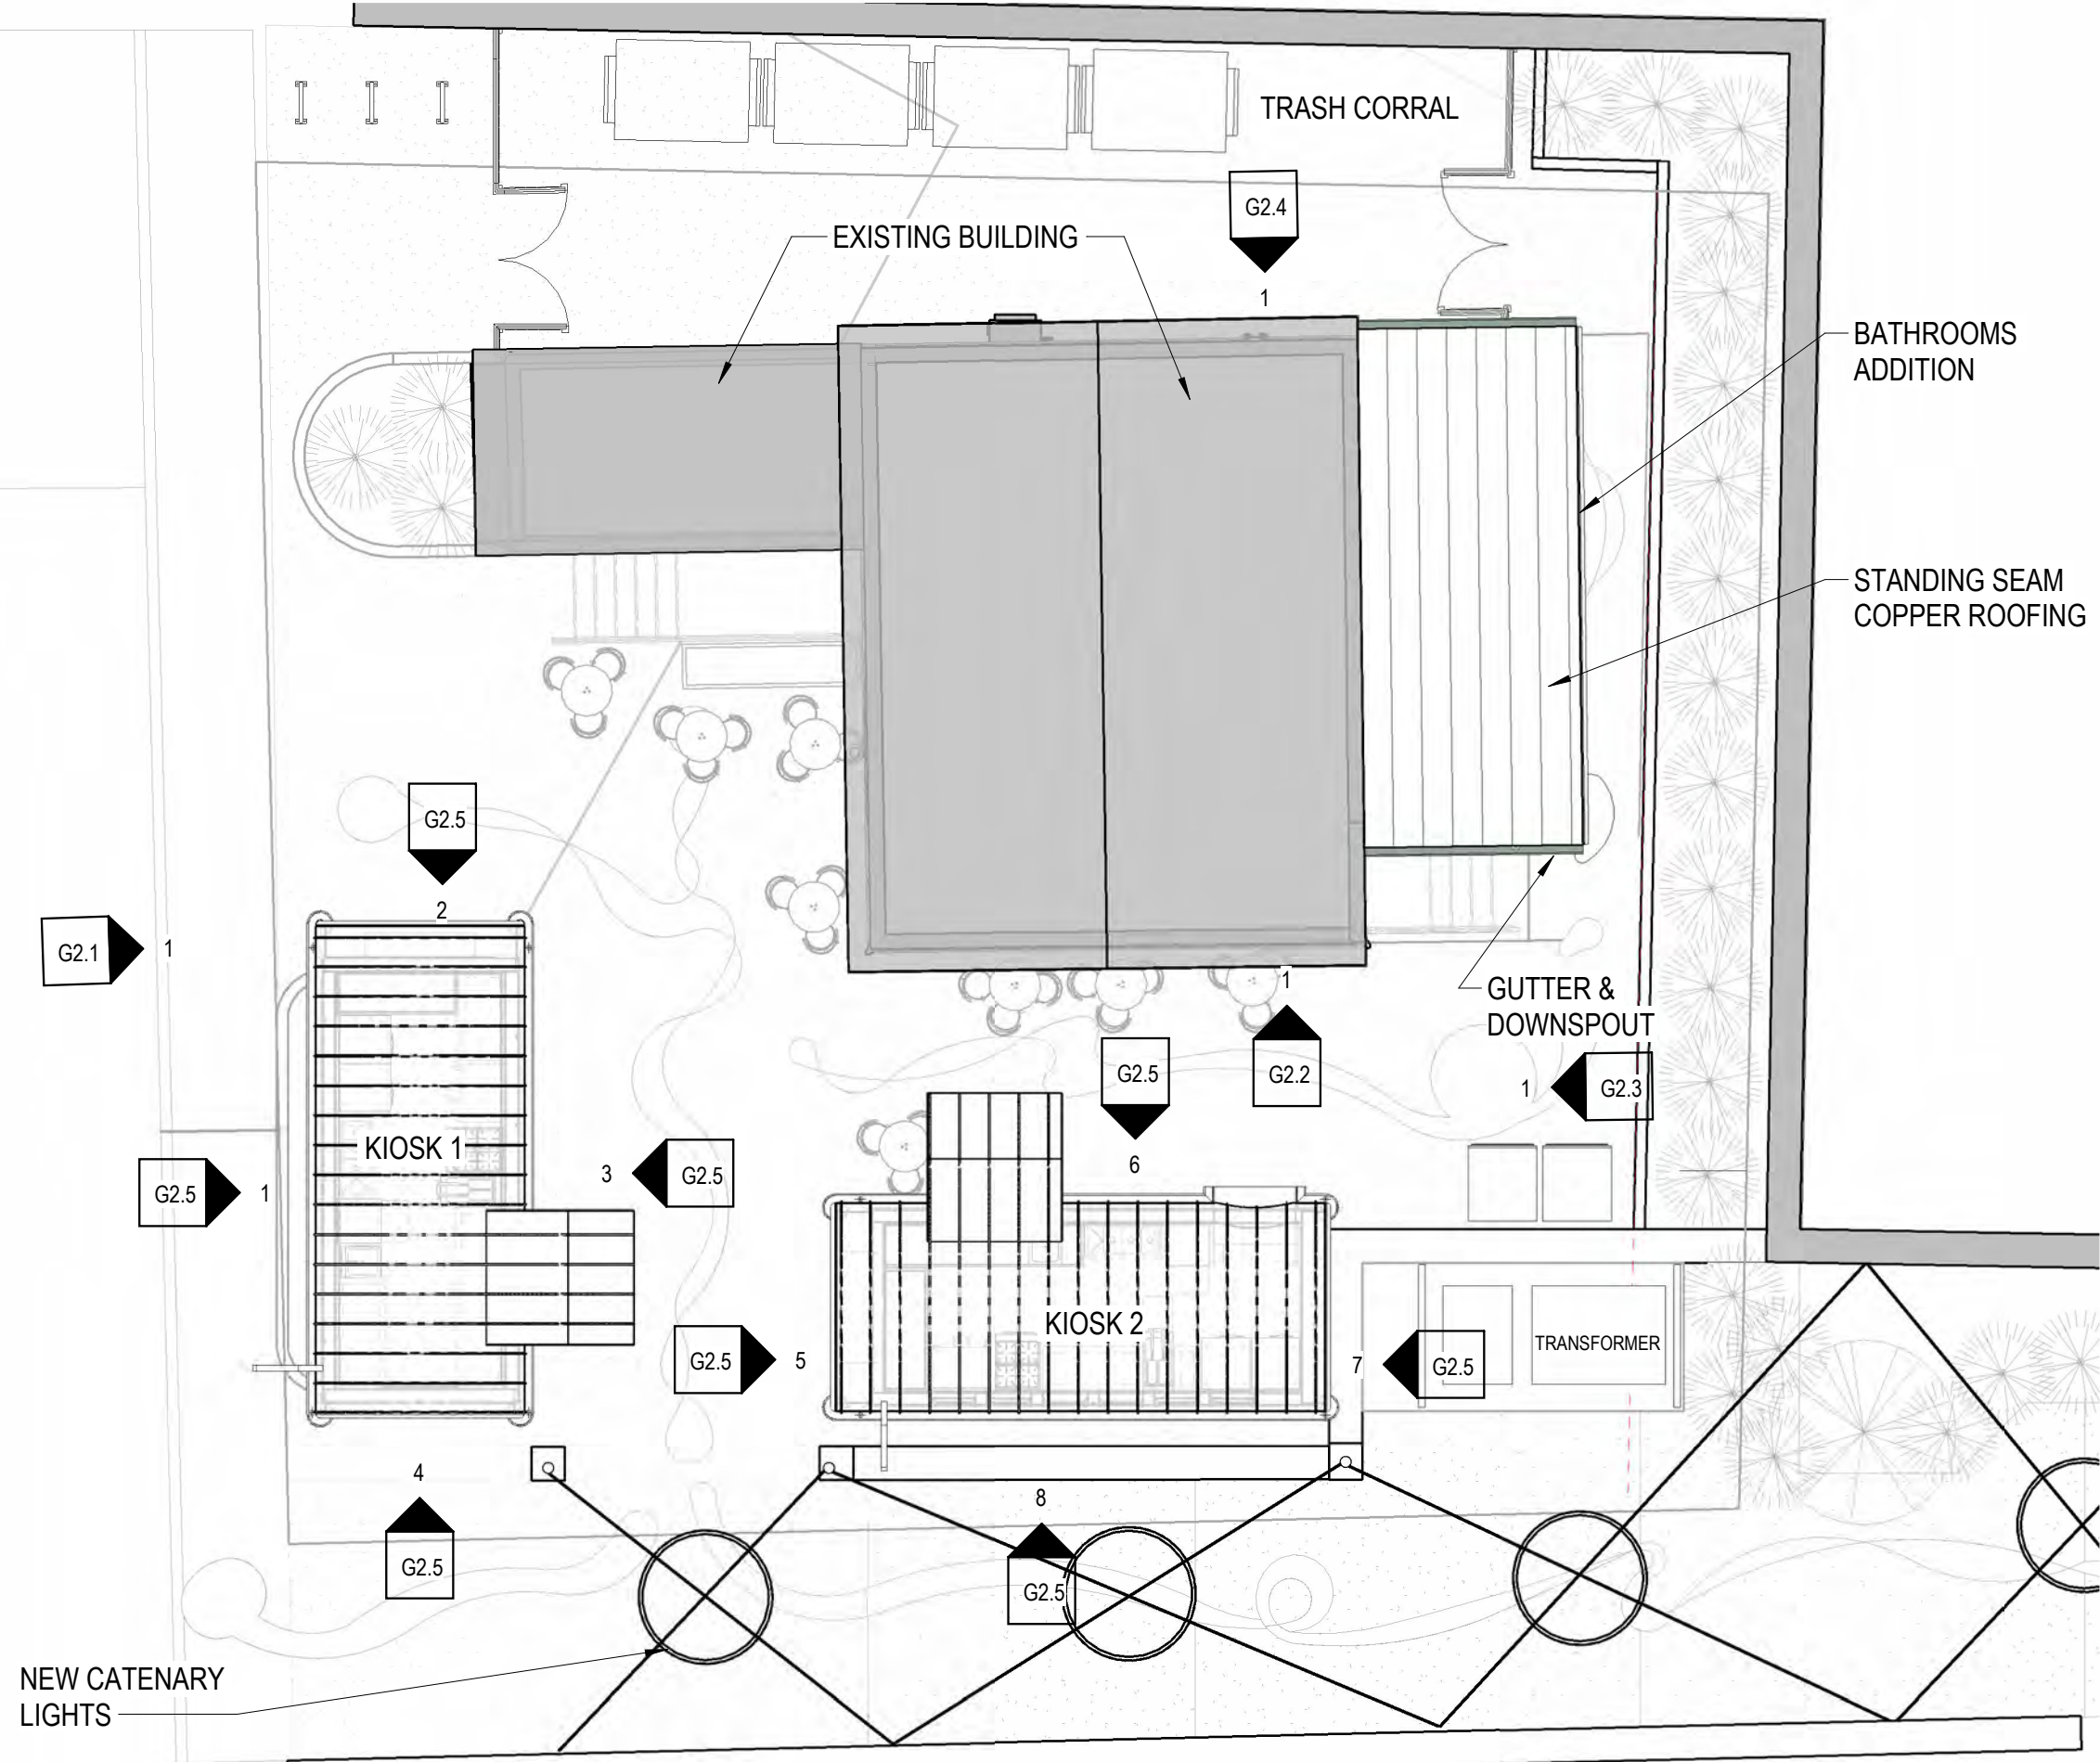 TRASH CORRAL
G2.4
EXISTING BUILDING
1
BATHROOMS
ADDITION
STANDING SEAM
COPPER ROOFING
G2.5
2
G2.1
1
GUTTER &
DOWNSPOUT
1
G2.5
G2.2
1
G2.3
KIOSK 1
6
G2.5
1
3
G2.5
KIOSK 2
G2.5
5
7
G2.5
TRANSFORMER
4
G2.5
8
G2.5
NEW CATENARY
LIGHTS